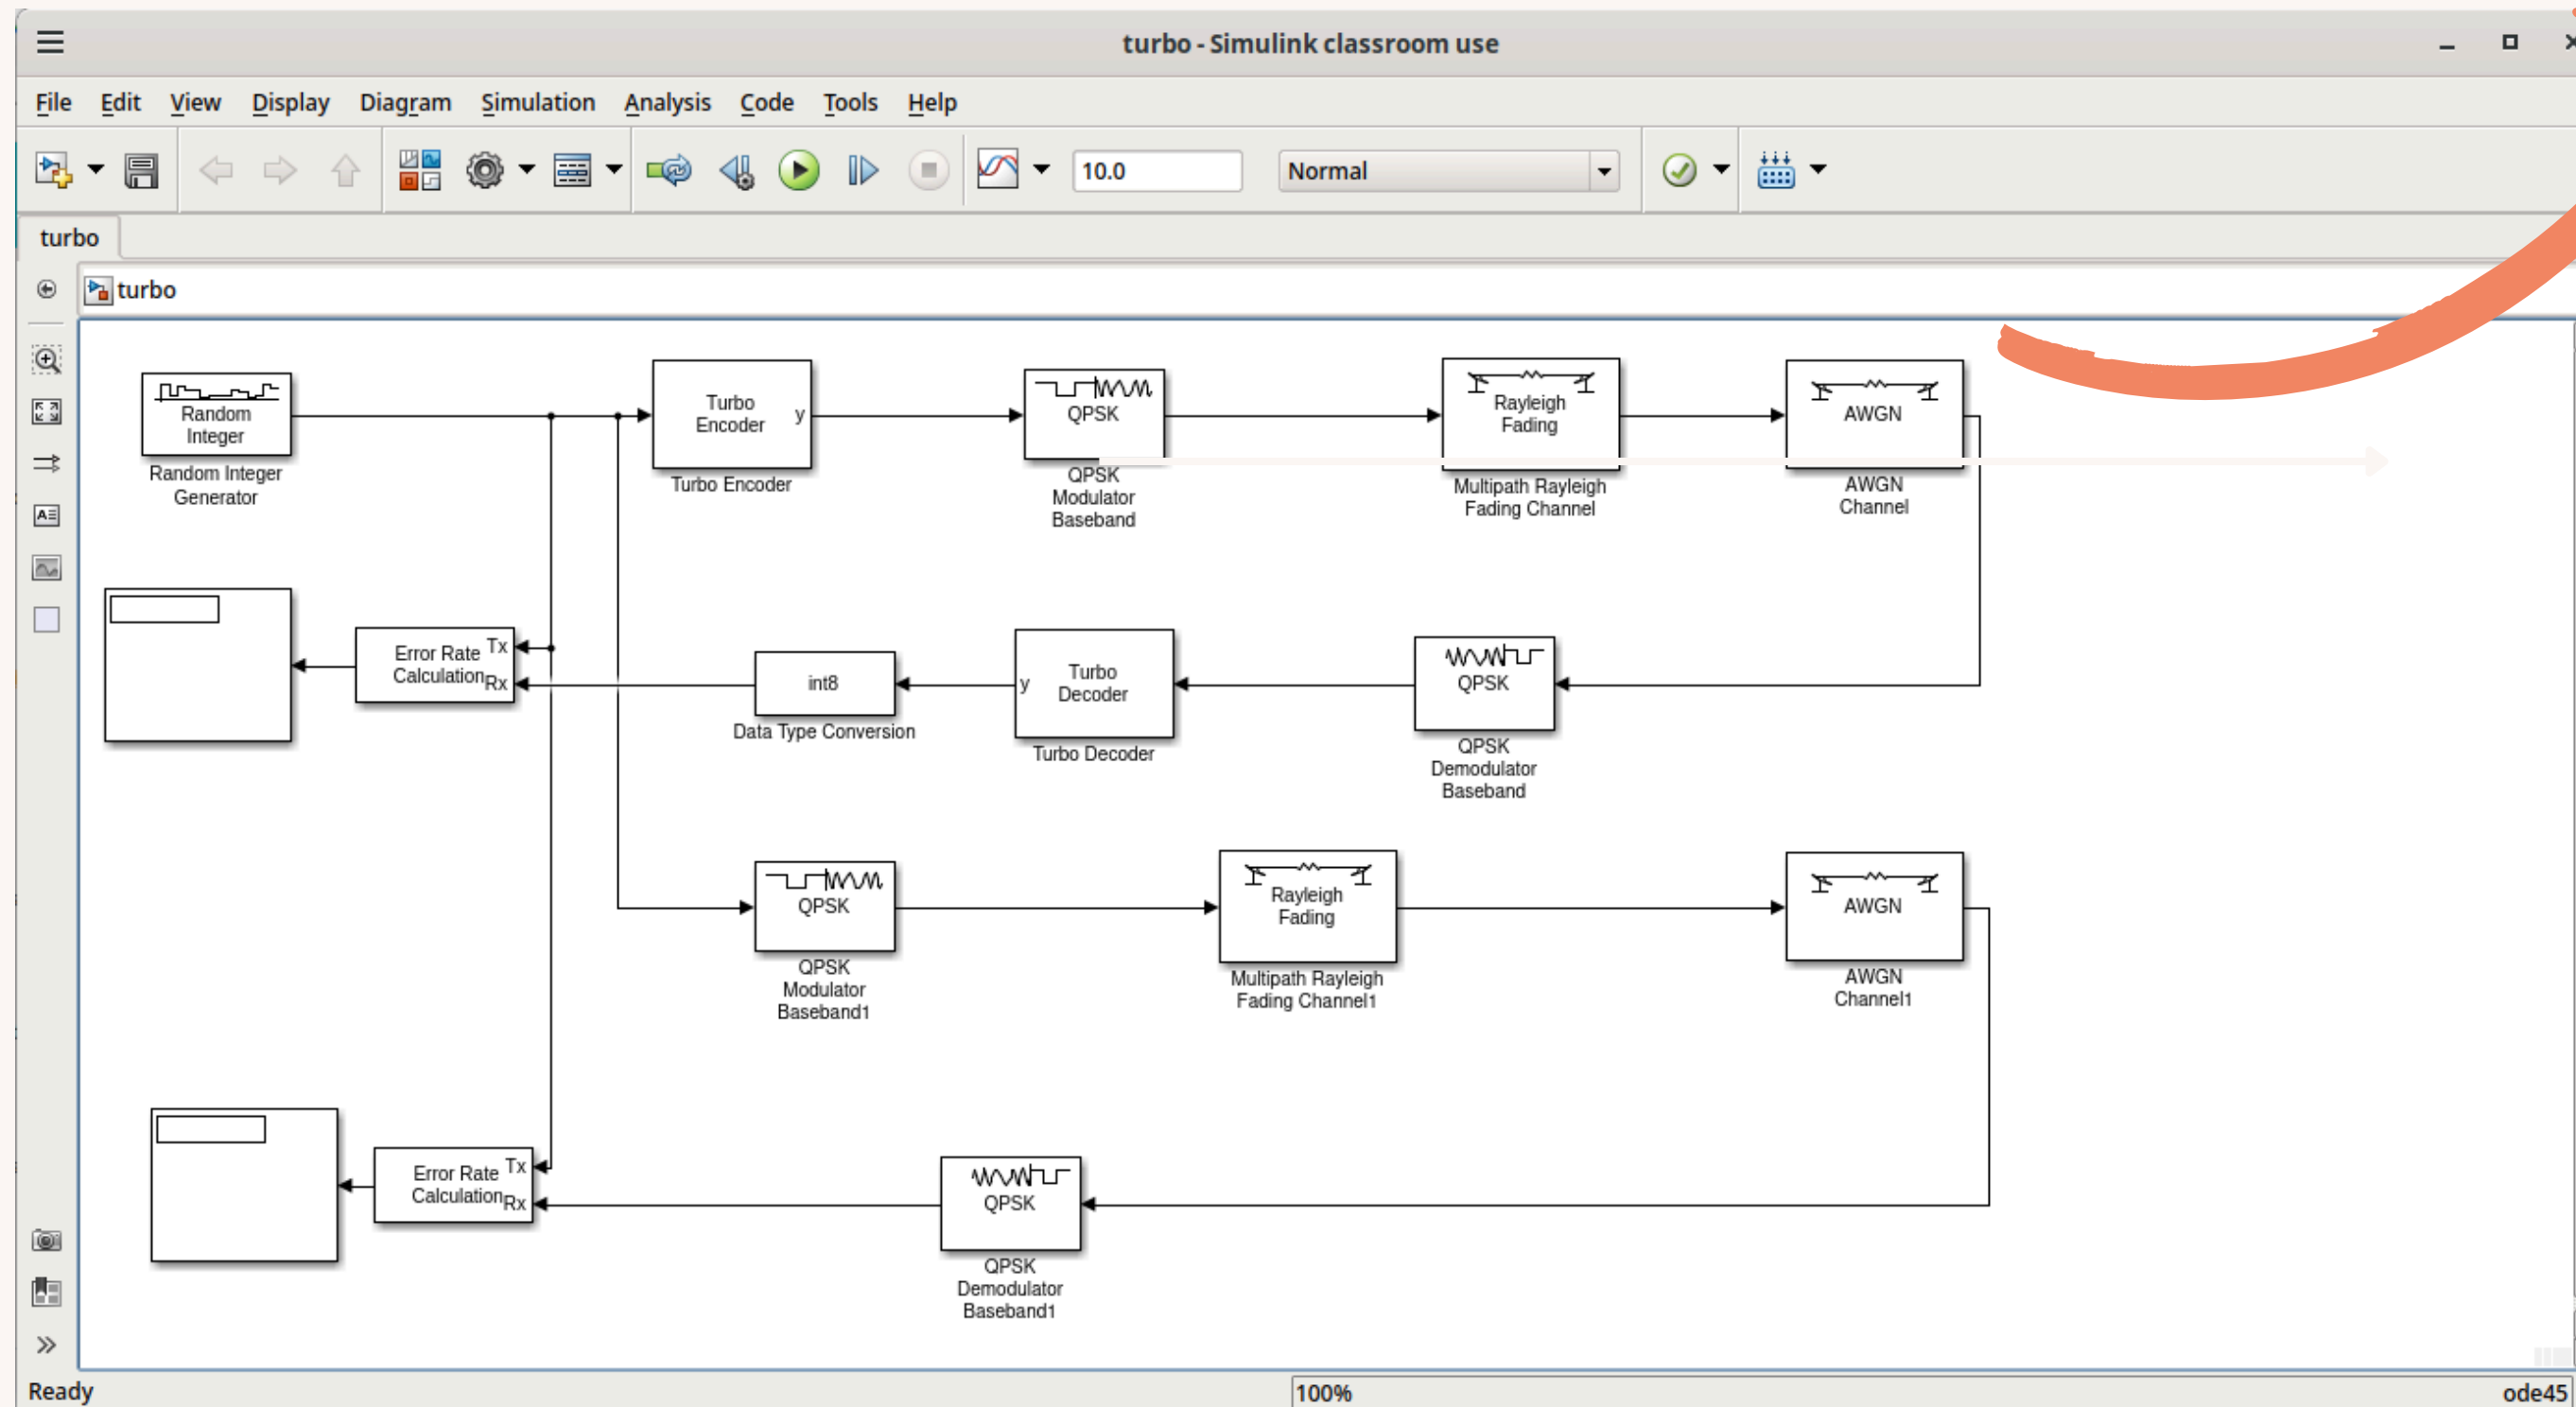 turbo - Simulink classroom use
File Edit View Display Diagram Simulation Analysis Code Tools Help
10.0 Normal
turbo
turbo
Random
Integer
Random Integer
Generator
Turbo
Encoder
y
Turbo Encoder
QPSK
QPSK
Modulator
Baseband
Rayleigh
Fading
Multipath Rayleigh
Fading Channel
AWGN
AWGN
Channel
Error Rate
Calculation
Tx
Rx
int8
Data Type Conversion
y
Turbo
Decoder
Turbo Decoder
QPSK
QPSK
Demodulator
Baseband
QPSK
QPSK
Modulator
Baseband1
Rayleigh
Fading
Multipath Rayleigh
Fading Channel1
AWGN
AWGN
Channel1
Error Rate
Calculation
Tx
Rx
QPSK
QPSK
Demodulator
Baseband1
Ready 100% ode45